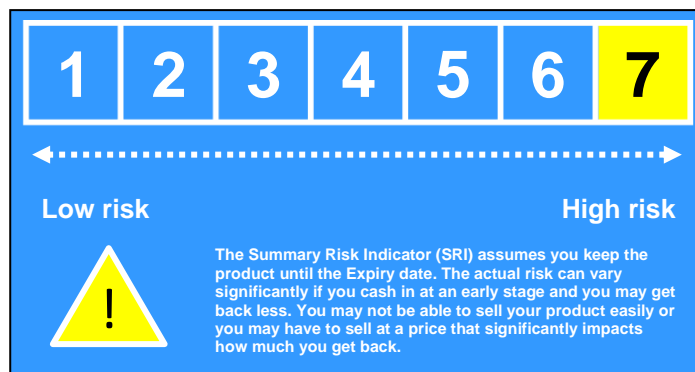 1 2 3 4 5 6 7
Low risk High risk
!
The Summary Risk Indicator (SRI) assumes you keep the
product until the Expiry date. The actual risk can vary
significantly if you cash in at an early stage and you may get
back less. You may not be able to sell your product easily or
you may have to sell at a price that significantly impacts
how much you get back.